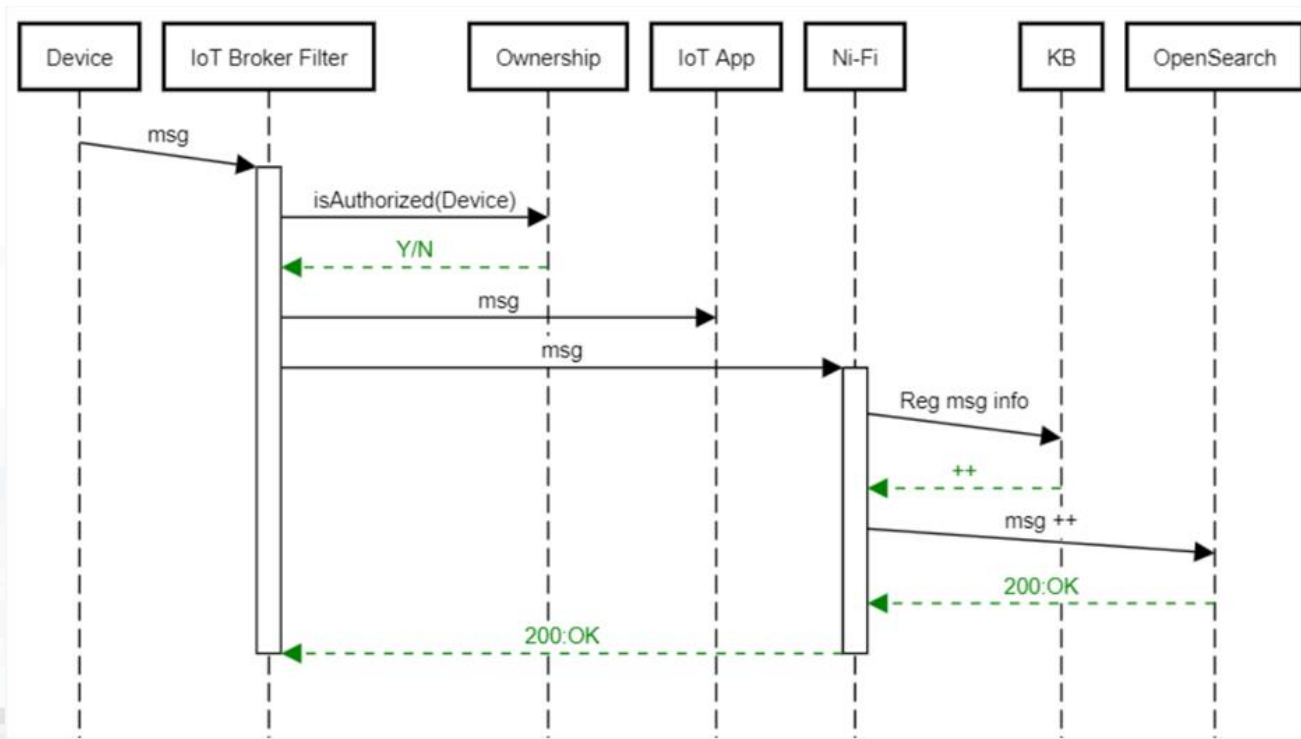 Device
IoT Broker Filter
Ownership
IoT App
Ni-Fi
KB
OpenSearch
msg
isAuthorized(Device)
Y/N
msg
msg
Reg msg info
++
msg ++
200:OK
200:OK